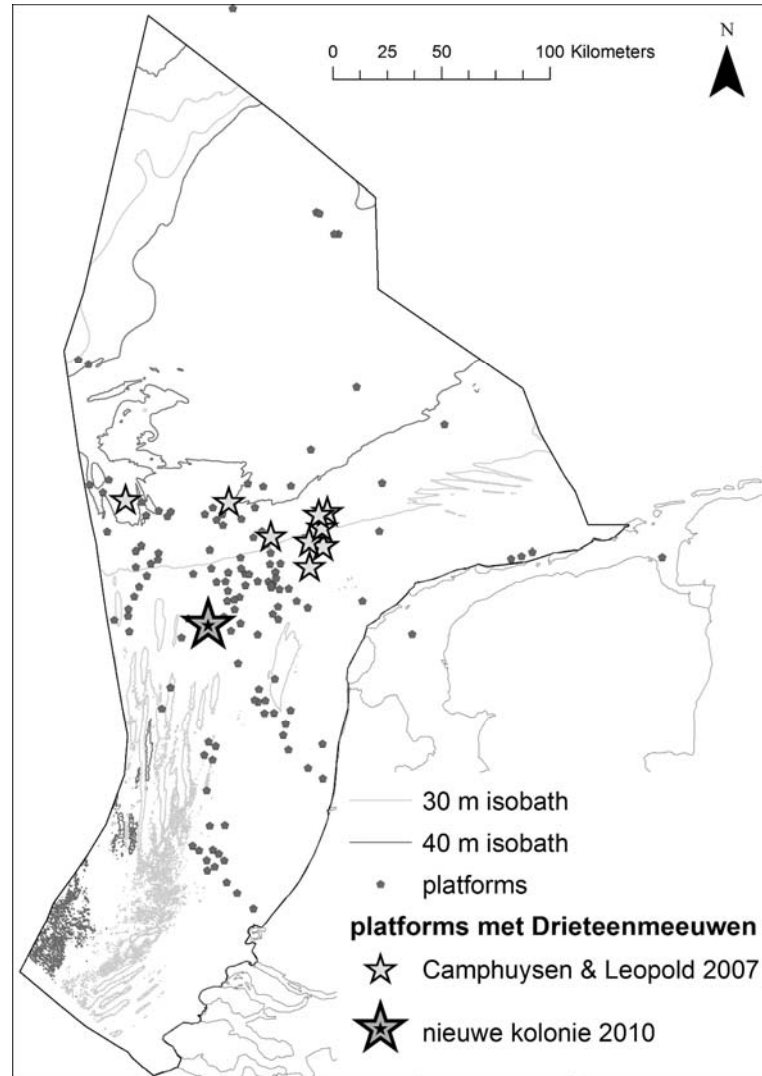 N
0 25 50 100 Kilometers
30 m isobath
40 m isobath
platforms
platforms met Drieteenmeeuwen
Camphuysen & Leopold 2007
nieuwe kolonie 2010